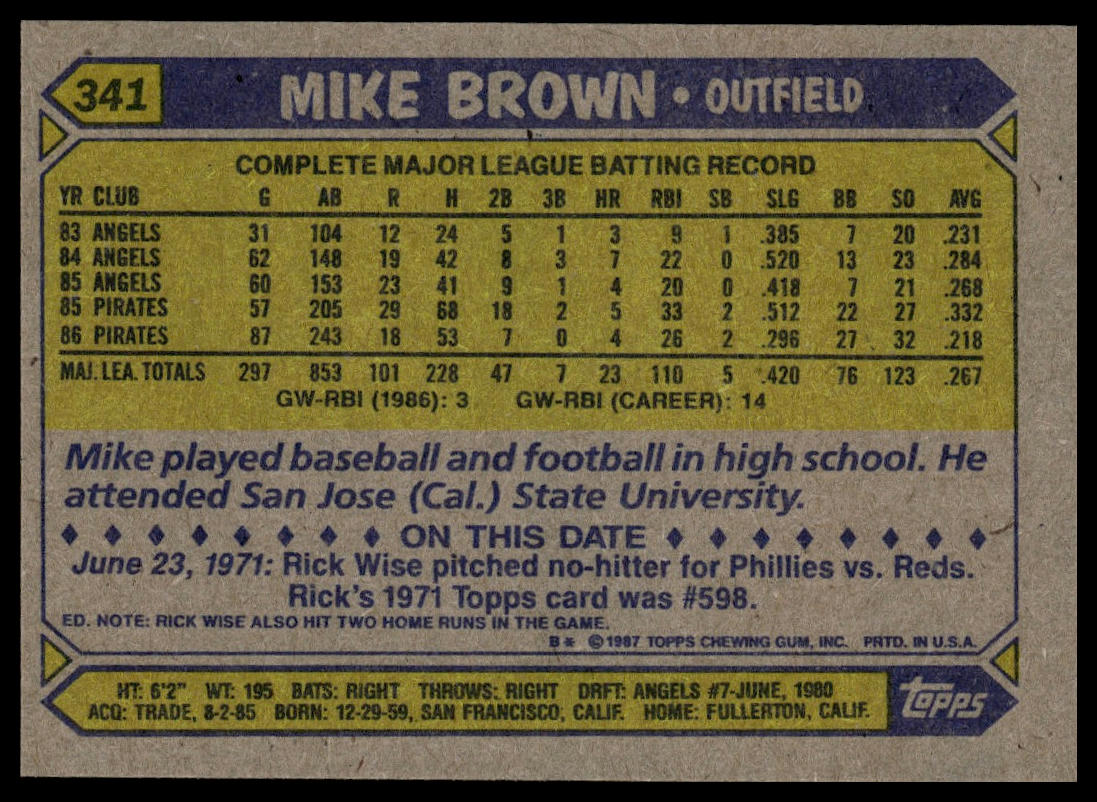 341 MIKE BROWN • OUTFIELD
COMPLETE MAJOR LEAGUE BATTING RECORD
YR CLUB G AB R H 2B 3B HR RBI SB SLG BB SO AVG
83 ANGELS 31 104 12 24 5 1 3 9 1 .385 7 20 .231
84 ANGELS 62 148 19 42 8 3 7 22 0 .520 13 23 .284
85 ANGELS 60 153 23 41 9 1 4 20 0 .418 7 21 .268
85 PIRATES 57 205 29 68 18 2 5 33 2 .512 22 27 .332
86 PIRATES 87 243 18 53 7 0 4 26 2 .296 27 32 .218
MAJ. LEA. TOTALS 297 853 101 228 47 7 23 110 5 .420 76 123 .267
GW-RBI (1986): 3 GW-RBI (CAREER): 14
Mike played baseball and football in high school. He
attended San Jose (Cal.) State University.
♦ ♦ ♦ ♦ ♦ ♦ ♦ ♦ ON THIS DATE ♦ ♦ ♦ ♦ ♦ ♦ ♦ ♦
June 23, 1971: Rick Wise pitched no-hitter for Phillies vs. Reds.
Rick's 1971 Topps card was #598.
ED. NOTE: RICK WISE ALSO HIT TWO HOME RUNS IN THE GAME.
B* ©1987 TOPPS CHEWING GUM, INC. PRTD. IN U.S.A.
HT: 6'2" WT: 195 BATS: RIGHT THROWS: RIGHT DRFT: ANGELS #7-JUNE, 1980
ACQ: TRADE, 8-2-85 BORN: 12-29-59, SAN FRANCISCO, CALIF. HOME: FULLERTON, CALIF.
topps